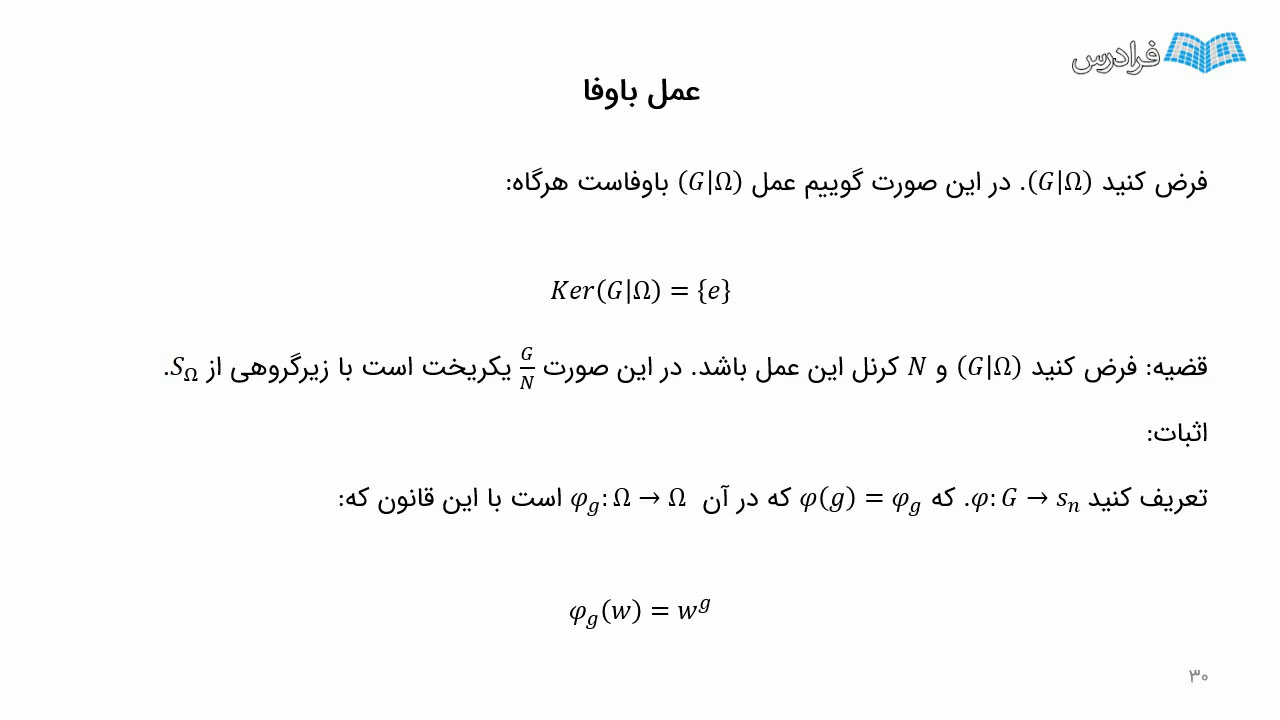 فرادرس
عمل باوفا
فرض کنید (G|Ω). در این صورت گوییم عمل (G|Ω) باوفاست هرگاه:
Ker(G|Ω) = {e}
قضیه: فرض کنید (G|Ω) و N کرنل این عمل باشد. در این صورت G/N یکریخت است با زیرگروهی از S_Ω.
اثبات:
تعریف کنید φ: G → s_n. که φ(g) = φ_g که در آن φ_g: Ω → Ω است با این قانون که:
φ_g(w) = w^g
۳۰